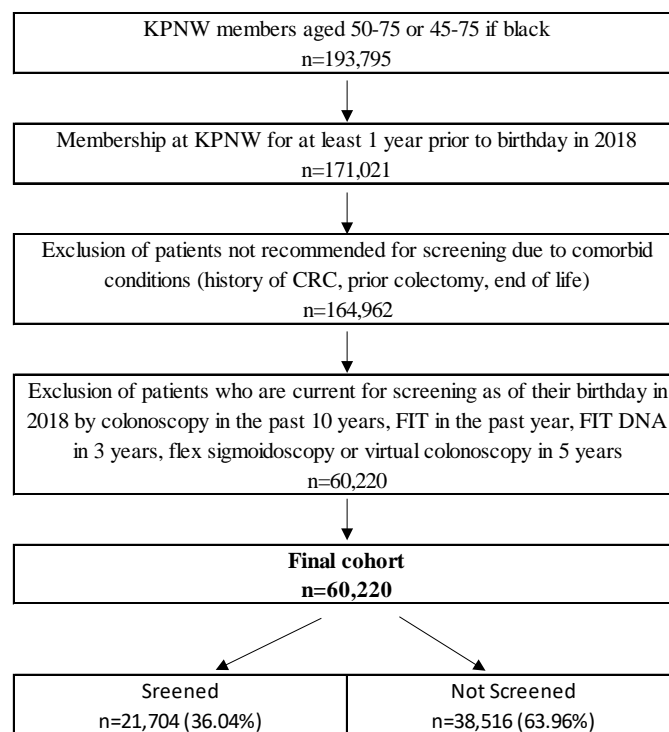 KPNW members aged 50-75 or 45-75 if black
n=193,795
Membership at KPNW for at least 1 year prior to birthday in 2018
n=171,021
Exclusion of patients not recommended for screening due to comorbid
conditions (history of CRC, prior colectomy, end of life)
n=164,962
Exclusion of patients who are current for screening as of their birthday in
2018 by colonoscopy in the past 10 years, FIT in the past year, FIT DNA
in 3 years, flex sigmoidoscopy or virtual colonoscopy in 5 years
n=60,220
Final cohort
n=60,220
Sreened
n=21,704 (36.04%)
Not Screened
n=38,516 (63.96%)